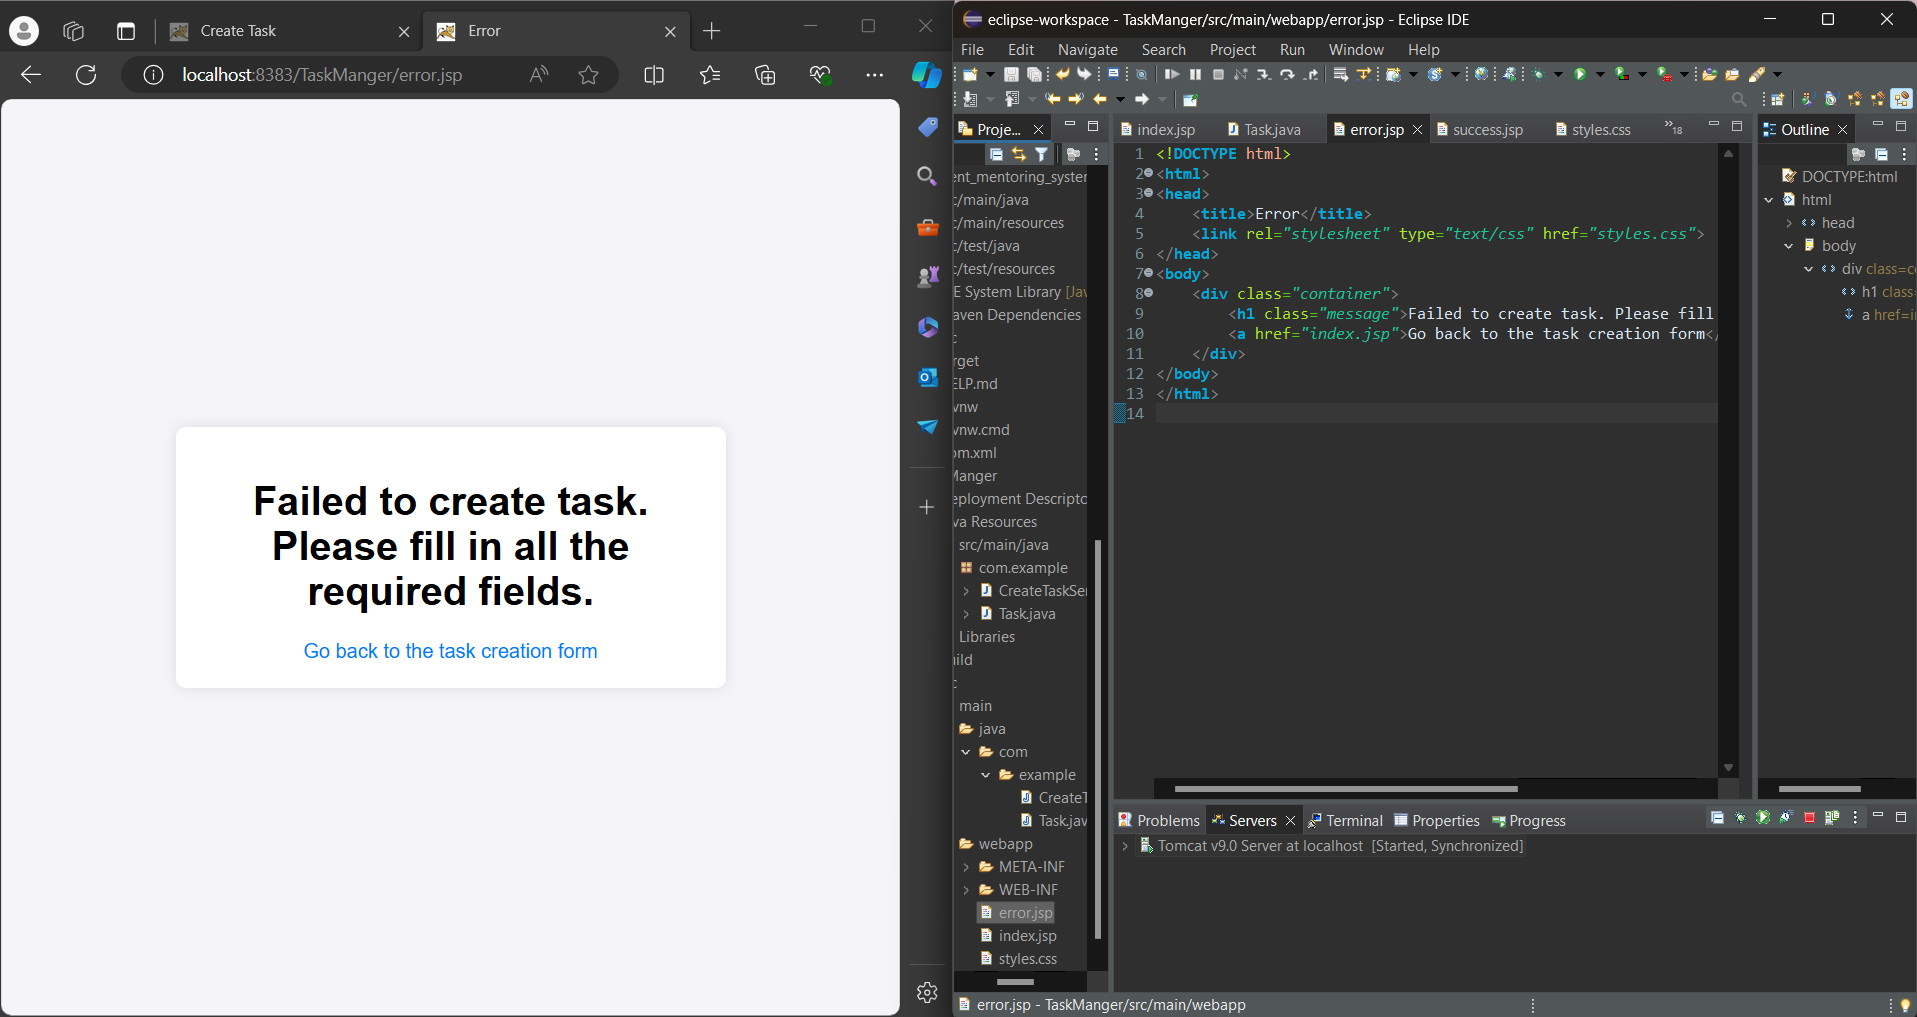 Create Task
Error
localhost:8383/TaskManger/error.jsp
Failed to create task.
Please fill in all the
required fields.
Go back to the task creation form
eclipse-workspace - TaskManger/src/main/webapp/error.jsp - Eclipse IDE
File Edit Navigate Search Project Run Window Help
Proje...
ent_mentoring_system
c/main/java
c/main/resources
c/test/java
c/test/resources
E System Library [Jav
aven Dependencies
c
rget
ELP.md
vnw
vnw.cmd
om.xml
Manger
eployment Descripto
va Resources
src/main/java
com.example
CreateTaskSer
Task.java
Libraries
uild
c
main
java
com
example
CreateT
Task.jav
webapp
META-INF
WEB-INF
error.jsp
index.jsp
styles.css
index.jsp Task.java error.jsp success.jsp styles.css 18
1 <!DOCTYPE html>
2 <html>
3 <head>
4 <title>Error</title>
5 <link rel="stylesheet" type="text/css" href="styles.css">
6 </head>
7 <body>
8 <div class="container">
9 <h1 class="message">Failed to create task. Please fill
10 <a href="index.jsp">Go back to the task creation form</
11 </div>
12 </body>
13 </html>
14
Outline
DOCTYPE:html
html
head
body
div class=co
h1 class=
a href=i
Problems Servers Terminal Properties Progress
Tomcat v9.0 Server at localhost [Started, Synchronized]
error.jsp - TaskManger/src/main/webapp